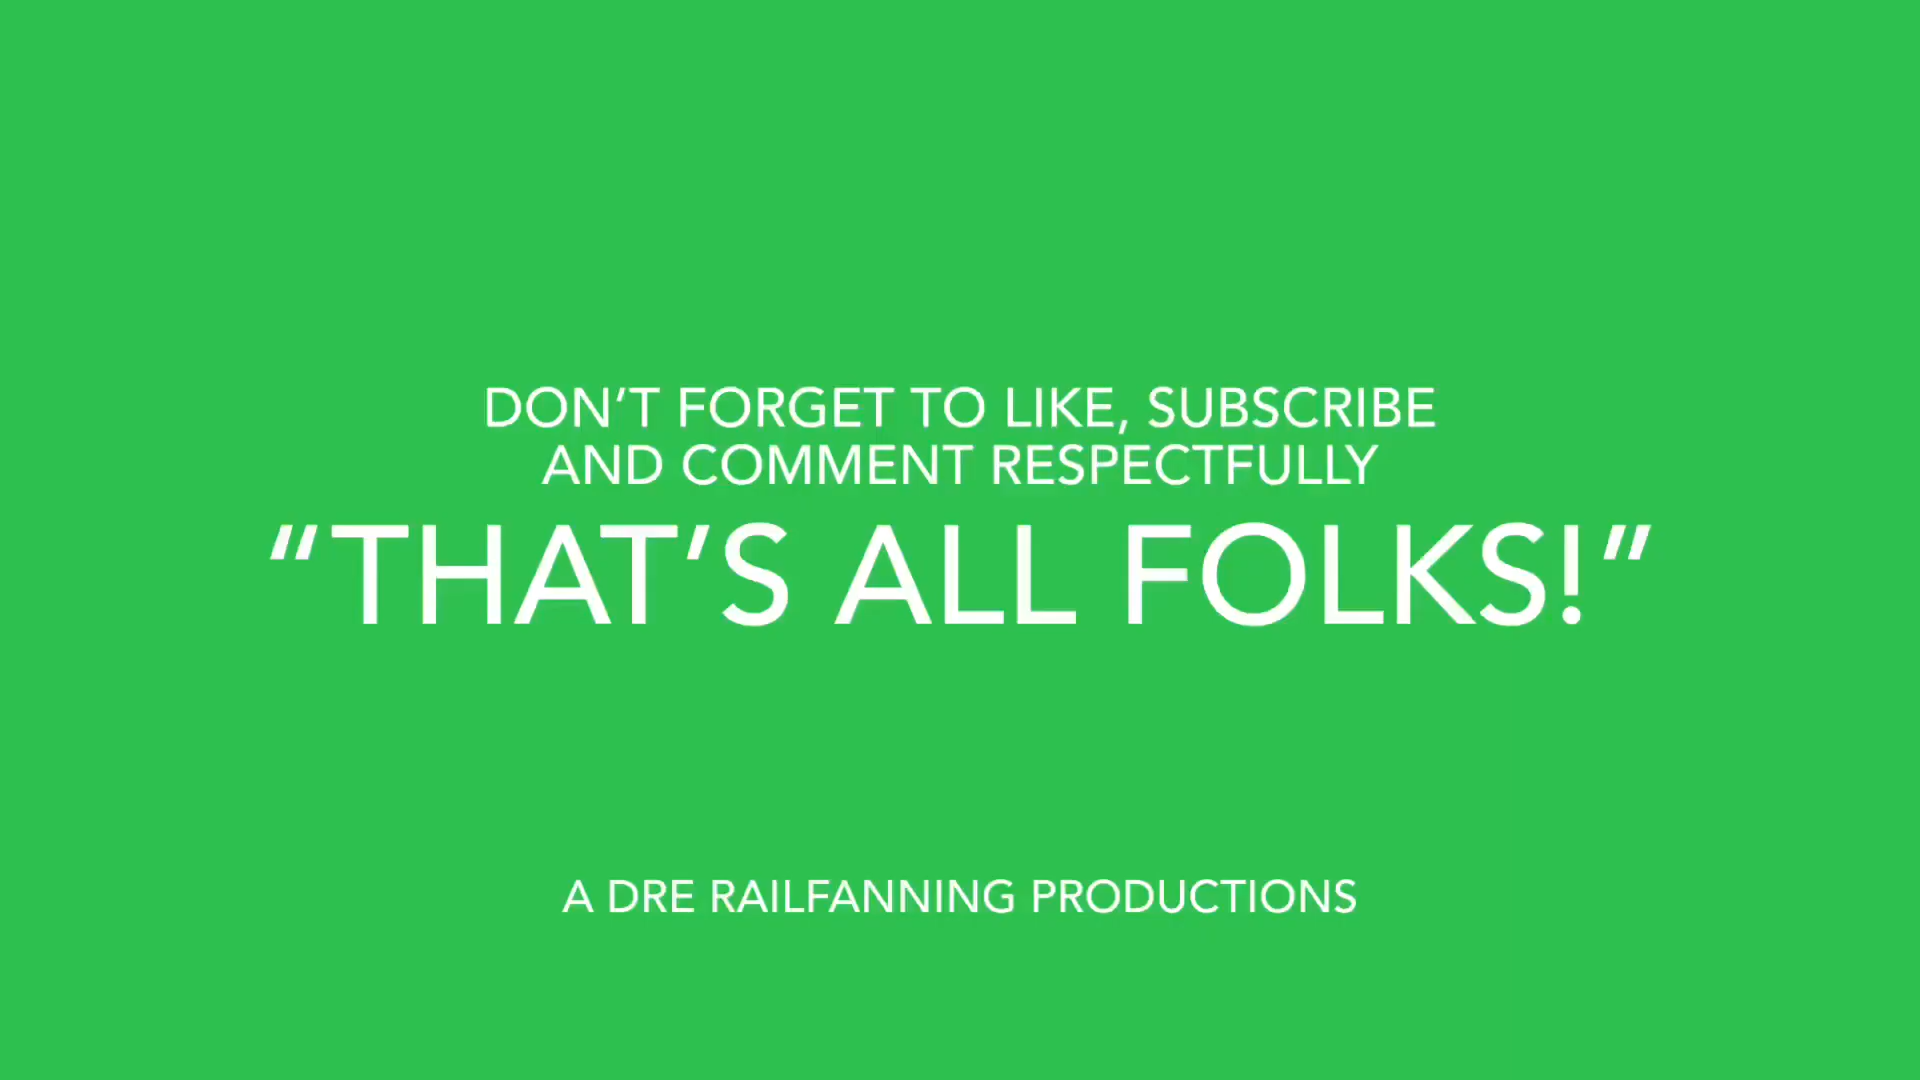 DON’T FORGET TO LIKE, SUBSCRIBE
AND COMMENT RESPECTFULLY
“THAT’S ALL FOLKS!”
A DRE RAILFANNING PRODUCTIONS